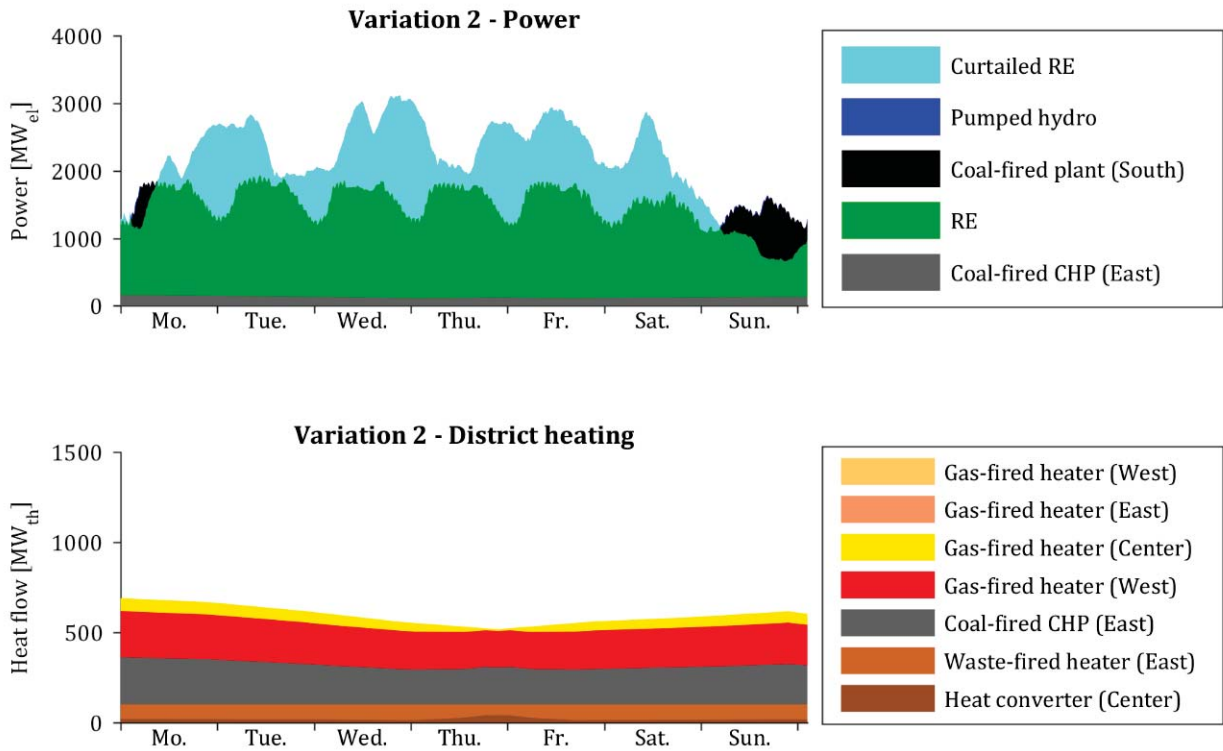 Variation 2 - Power
Power [MWel]
4000
3000
2000
1000
0
Mo. Tue. Wed. Thu. Fr. Sat. Sun.
Curtailed RE
Pumped hydro
Coal-fired plant (South)
RE
Coal-fired CHP (East)
Variation 2 - District heating
Heat flow [MWth]
1500
1000
500
0
Mo. Tue. Wed. Thu. Fr. Sat. Sun.
Gas-fired heater (West)
Gas-fired heater (East)
Gas-fired heater (Center)
Gas-fired heater (West)
Coal-fired CHP (East)
Waste-fired heater (East)
Heat converter (Center)